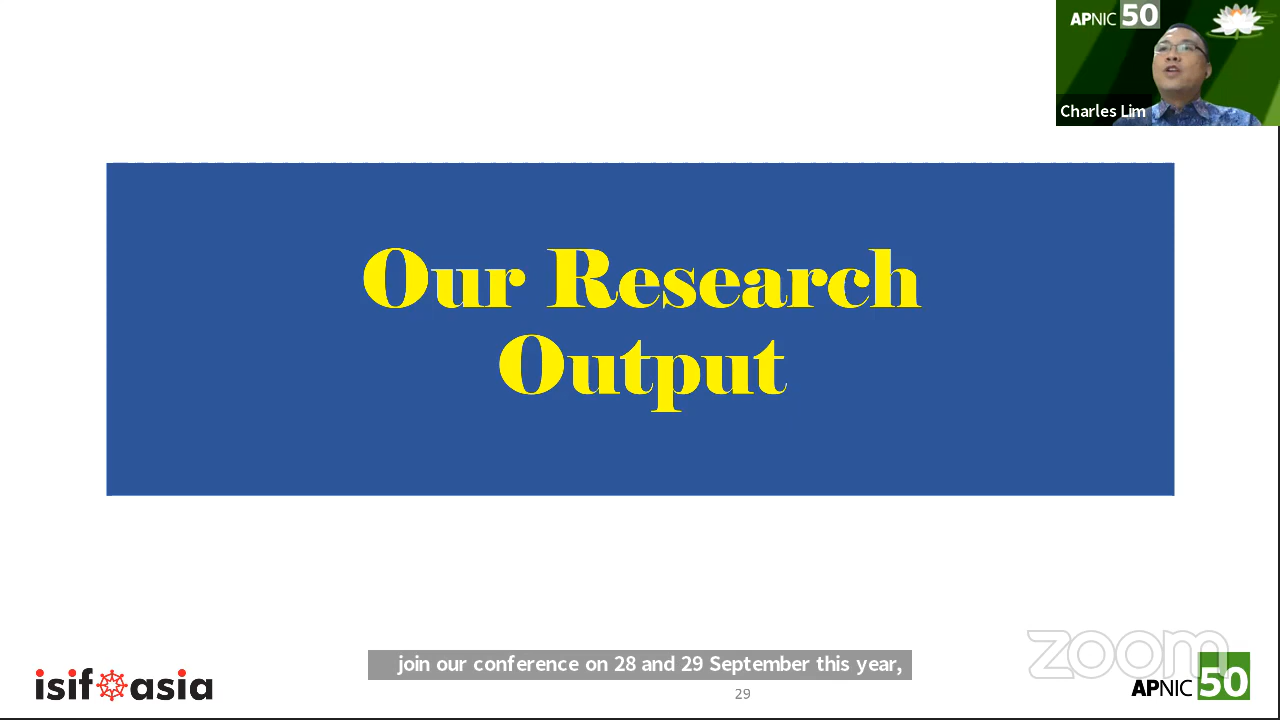 APNIC 50
Charles Lim
Our Research
Output
join our conference on 28 and 29 September this year,
29
isif asia
zoom
APNIC 50